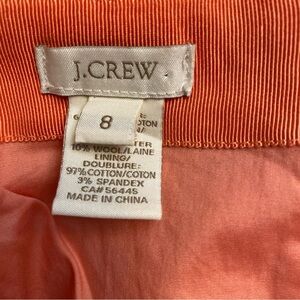 J.CREW
8
10% WOOL/LAINE
LINING/
DOUBLURE:
97% COTTON/COTON
3% SPANDEX
CA# 56445
MADE IN CHINA